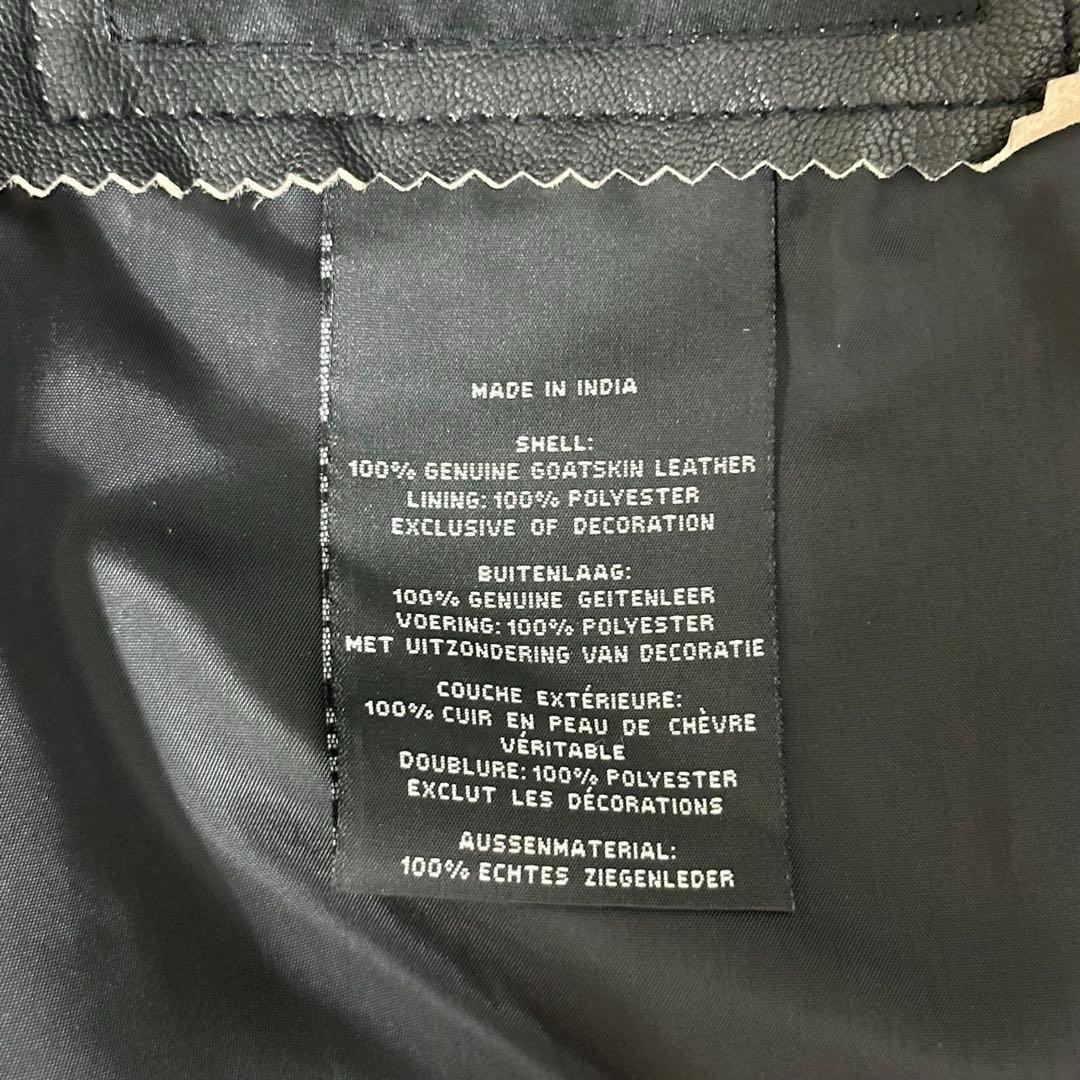 MADE IN INDIA
SHELL:
100% GENUINE GOATSKIN LEATHER
LINING: 100% POLYESTER
EXCLUSIVE OF DECORATION
BUITENLAAG:
100% GENUINE GEITENLEER
VOERING: 100% POLYESTER
MET UITZONDERING VAN DECORATIE
COUCHE EXTÉRIEURE:
100% CUIR EN PEAU DE CHÈVRE
VÉRITABLE
DOUBLURE: 100% POLYESTER
EXCLUT LES DÉCORATIONS
AUSSENMATERIAL:
100% ECHTES ZIEGENLEDER